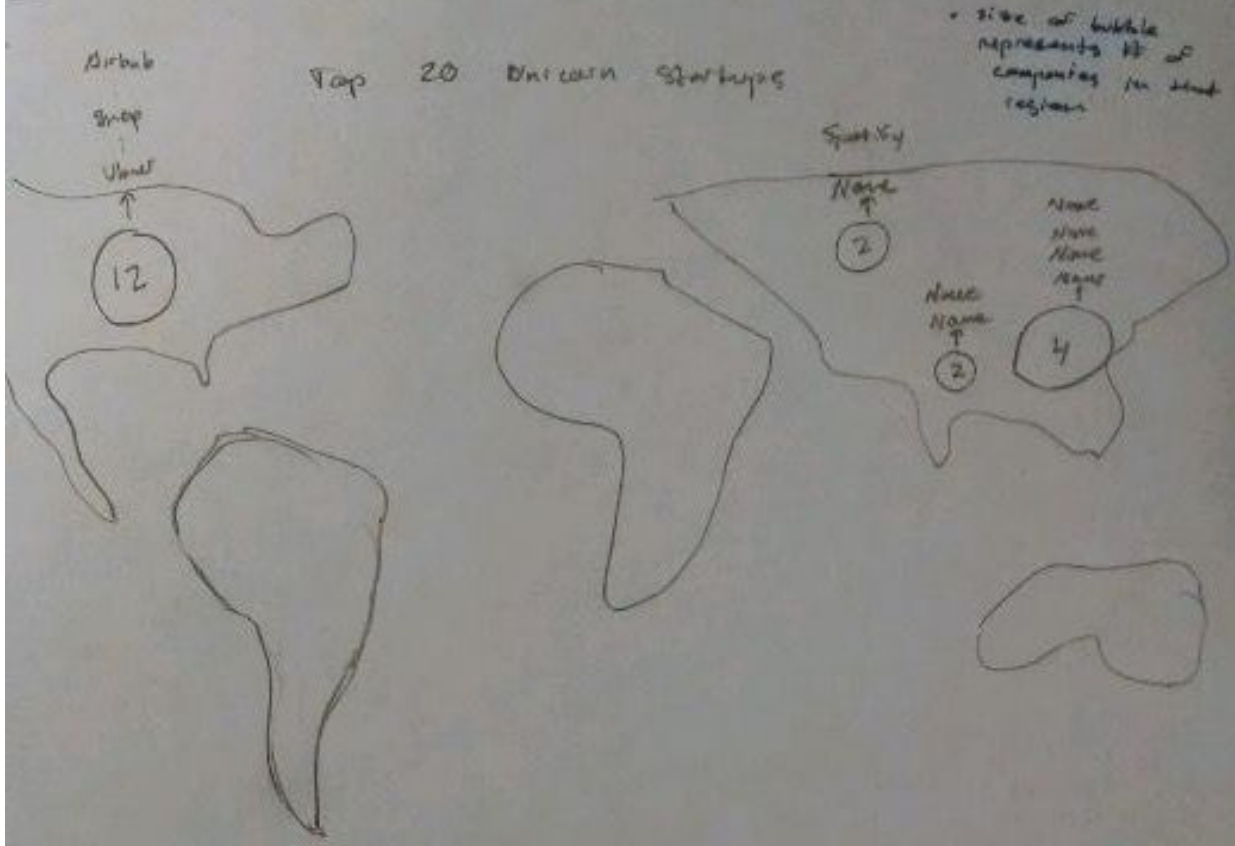 Airbnb
Snap
Top 20 Unicorn Startups
• size of bubble
represents # of
companies in that
region
12
Spotify
Name
2
Name
Name
2
Name
Name
Name
Name
4